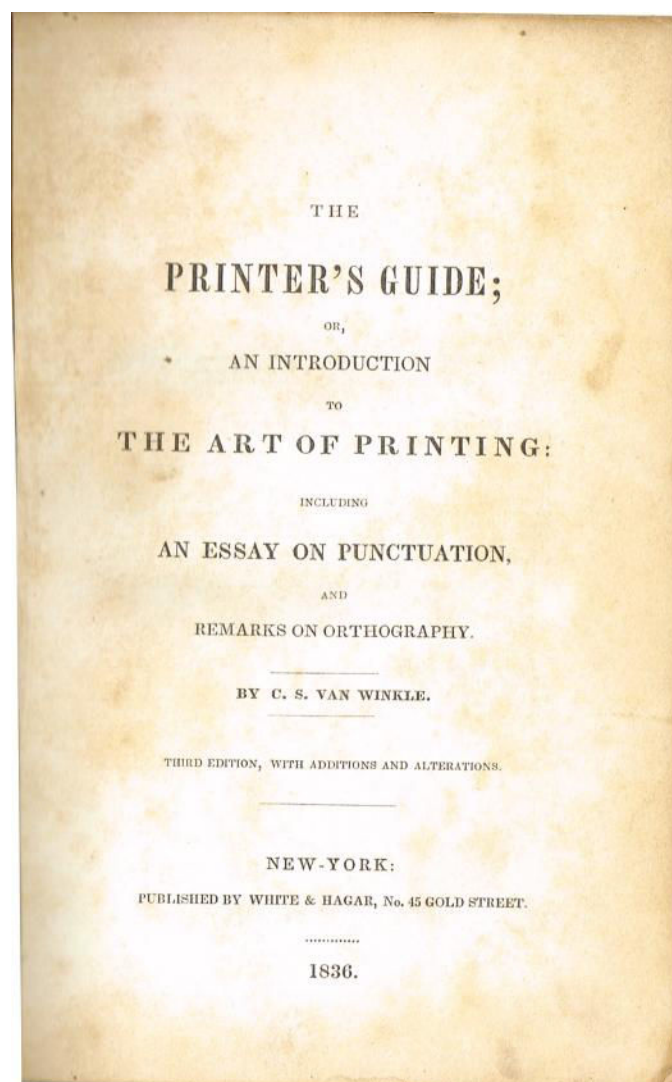 THE
PRINTER'S GUIDE;
OR,
AN INTRODUCTION
TO
THE ART OF PRINTING:
INCLUDING
AN ESSAY ON PUNCTUATION,
AND
REMARKS ON ORTHOGRAPHY.
BY C. S. VAN WINKLE.
THIRD EDITION, WITH ADDITIONS AND ALTERATIONS.
NEW-YORK:
PUBLISHED BY WHITE & HAGAR, No. 45 GOLD STREET.
.............
1836.